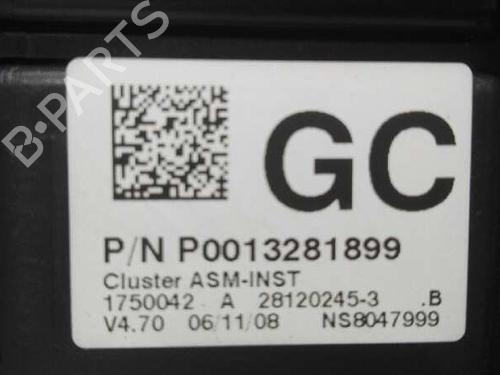 B-PARTS
GC
P/N P0013281899
Cluster ASM-INST
1750042 A 28120245-3 .B
V4.70 06/11/08 NS8047999